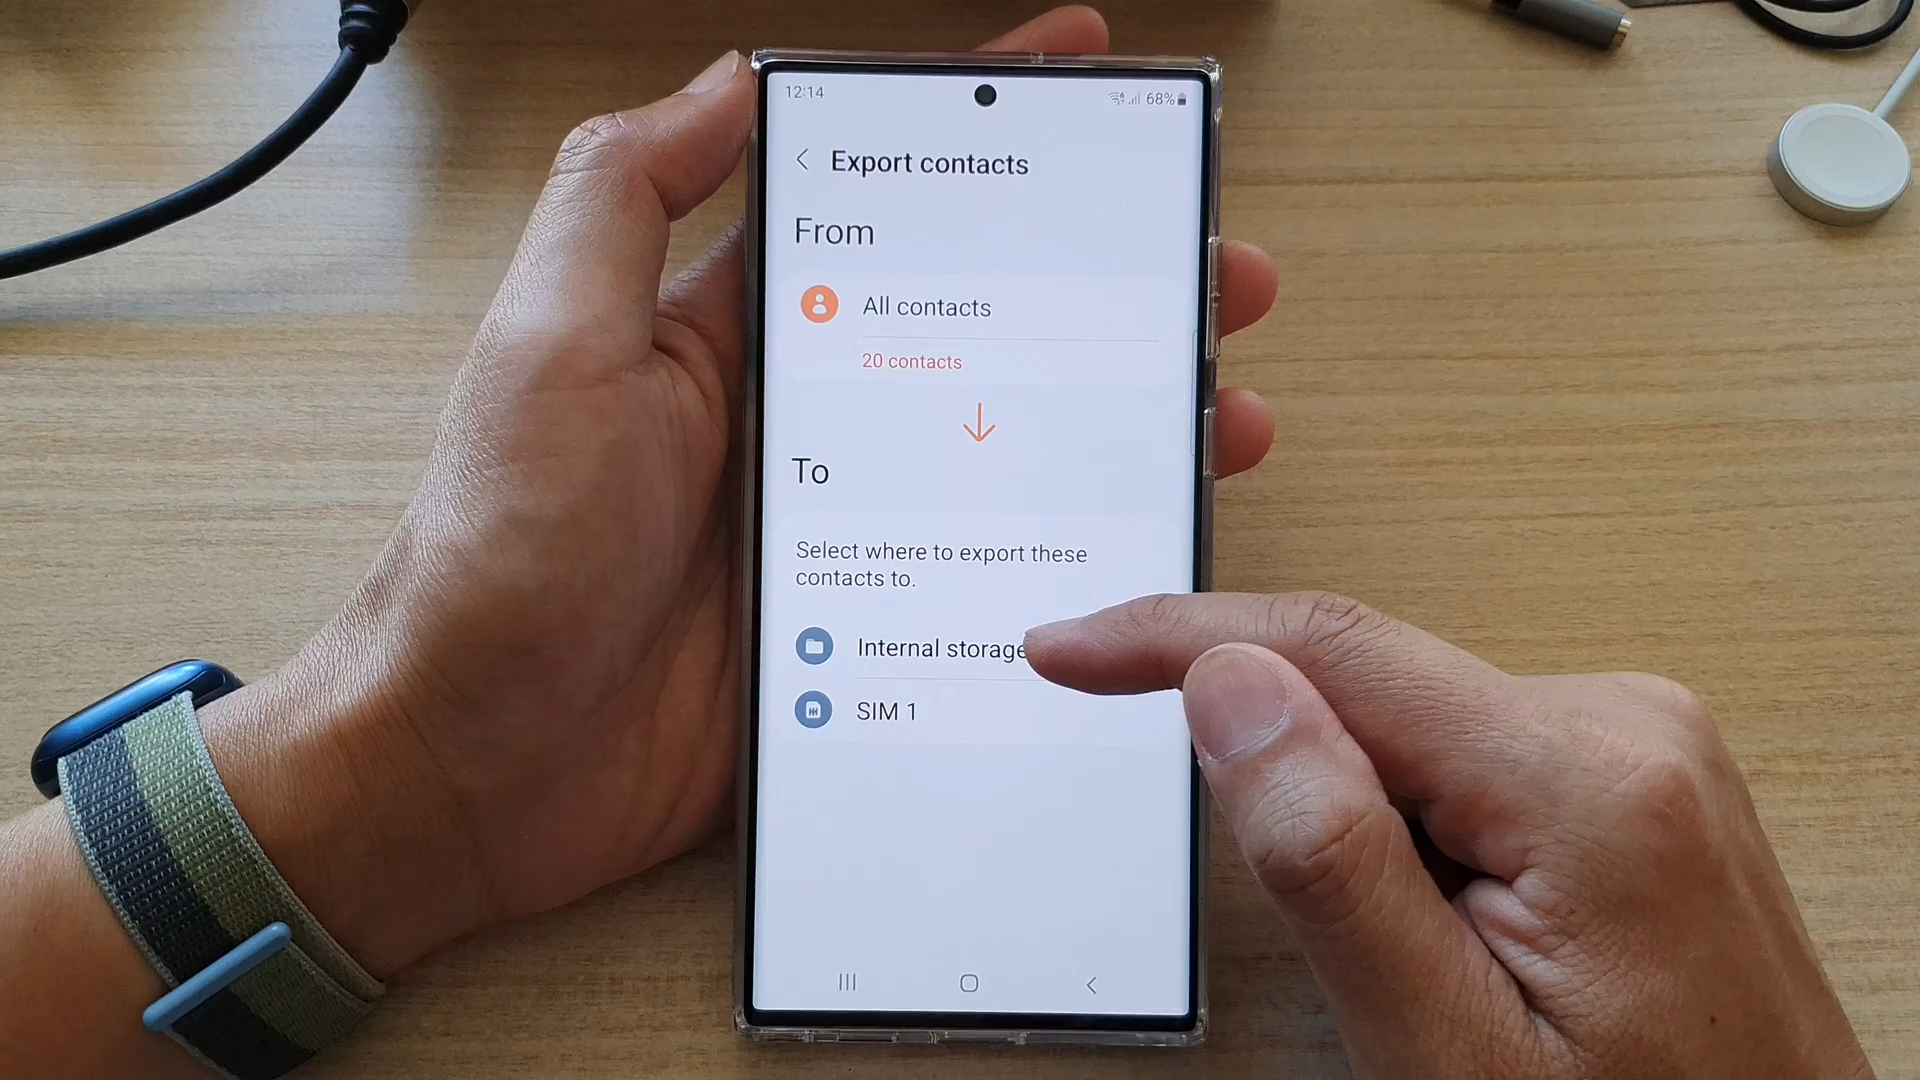 12:14
68%
Export contacts
From
All contacts
20 contacts
To
Select where to export these
contacts to.
Internal storage
SIM 1